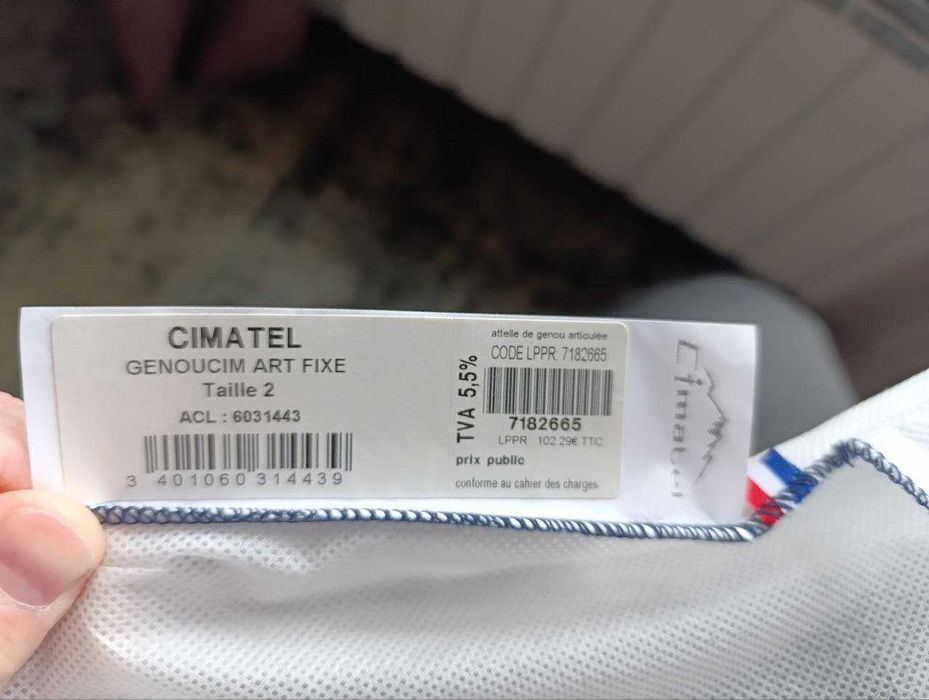 CIMATEL
GENOUCIM ART FIXE
Taille 2
ACL : 6031443
3 401060 314439
TVA 5,5%
attelle de genou articulée
CODE LPPR: 7182665
7182665
LPPR 102.29€ TTC
prix public
conforme au cahier des charges
Cimatel